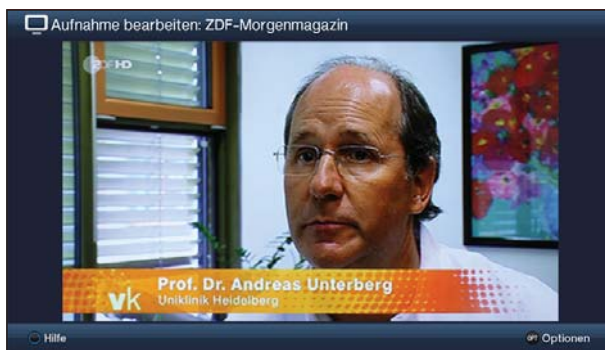 Aufnahme bearbeiten: ZDF-Morgenmagazin
ZDF HD
vk
Prof. Dr. Andreas Unterberg
Uniklinik Heidelberg
Hilfe
OPT Optionen